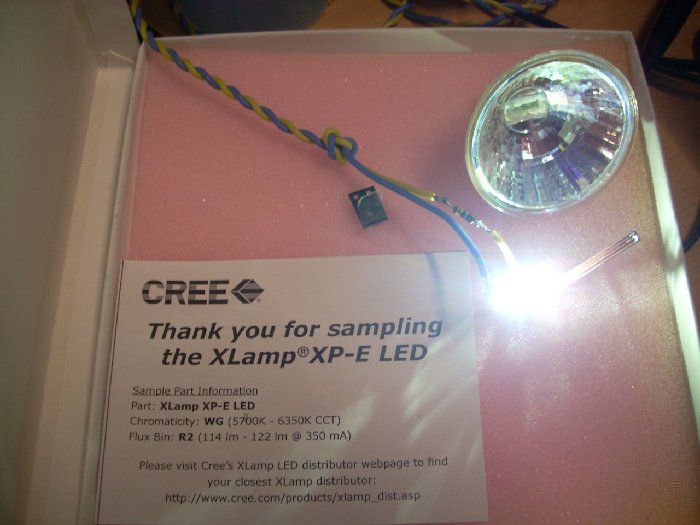 CREE
Thank you for sampling
the XLamp®XP-E LED
Sample Part Information
Part: XLamp XP-E LED
Chromaticity: WG (5700K - 6350K CCT)
Flux Bin: R2 (114 lm - 122 lm @ 350 mA)
Please visit Cree's XLamp LED distributor webpage to find
your closest XLamp distributor:
http://www.cree.com/products/xlamp_dist.asp